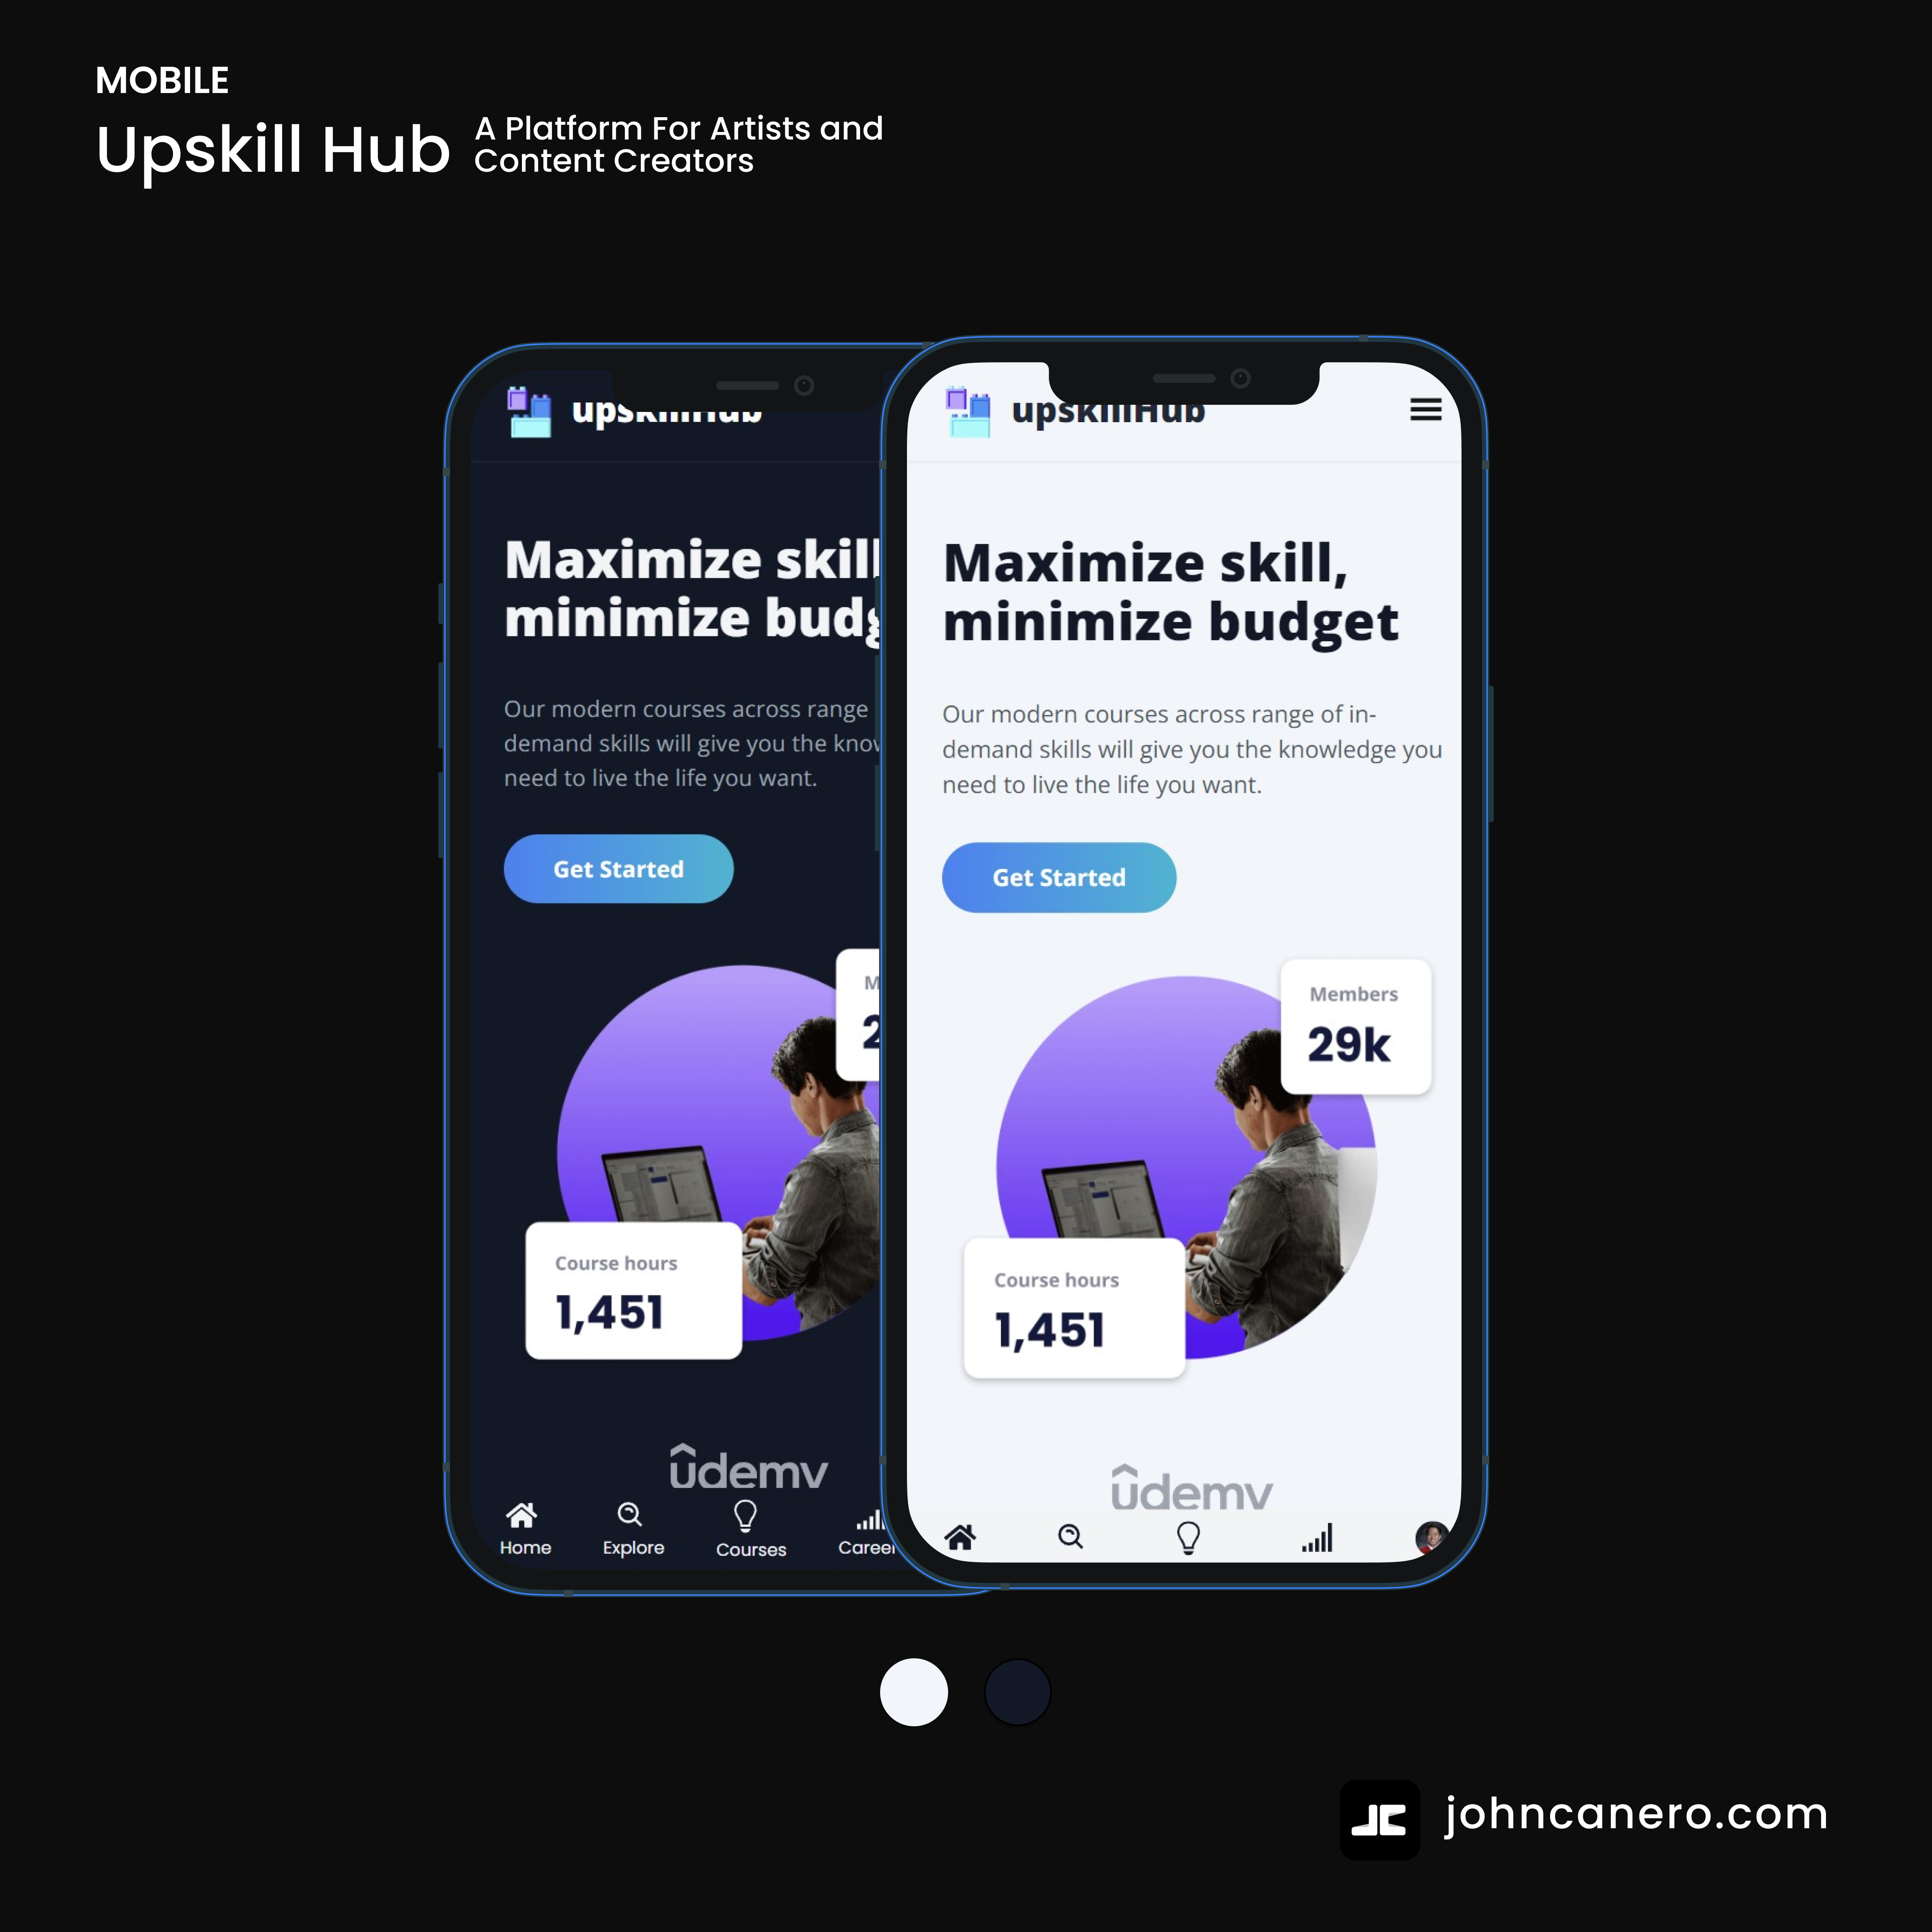 MOBILE
Upskill Hub
A Platform For Artists and
Content Creators
upskillHub
Maximize skill
minimize budg
Our modern courses across range
demand skills will give you the know
need to live the life you want.
Get Started
M
2
Course hours
1,451
udemy
Home
Explore
Courses
Career
upskillHub
Maximize skill,
minimize budget
Our modern courses across range of in-
demand skills will give you the knowledge you
need to live the life you want.
Get Started
Members
29k
Course hours
1,451
udemy
JC
johncanero.com